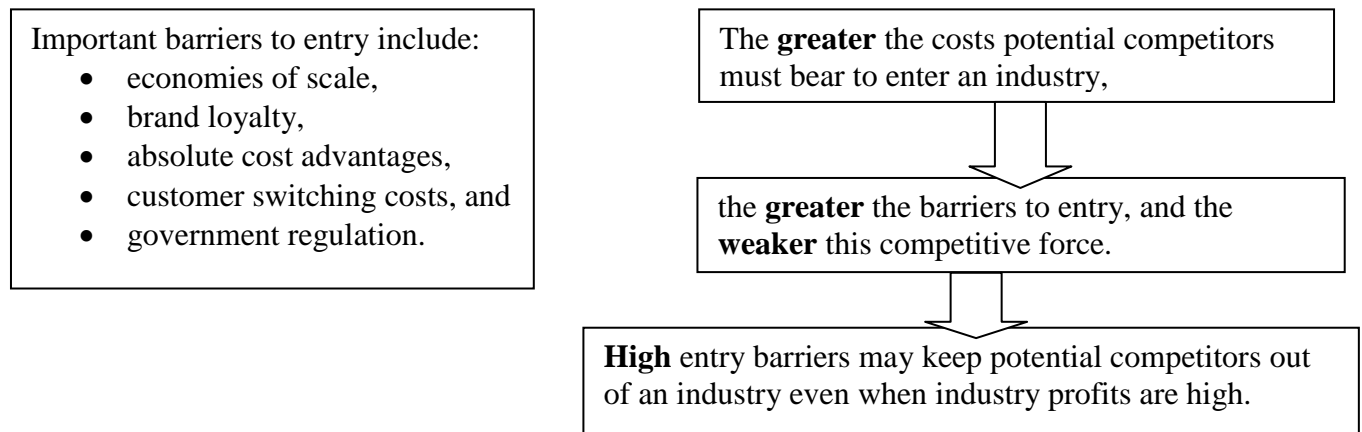 Important barriers to entry include:
• economies of scale,
• brand loyalty,
• absolute cost advantages,
• customer switching costs, and
• government regulation.
The greater the costs potential competitors
must bear to enter an industry,
the greater the barriers to entry, and the
weaker this competitive force.
High entry barriers may keep potential competitors out
of an industry even when industry profits are high.